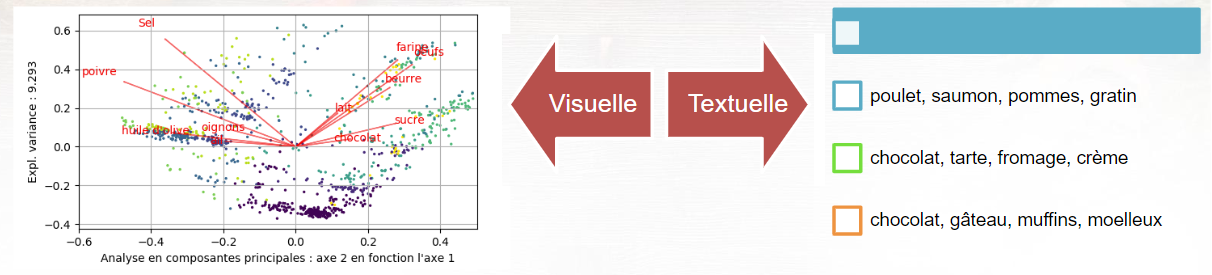 Sel
poivre
farine
oeufs
beurre
lait
sucre
chocolat
oignons
huile d'olive
0.6
0.4
0.2
0.0
−0.2
−0.4
−0.6
−0.4
−0.2
0.0
0.2
0.4
Expl. variance : 9.293
Analyse en composantes principales : axe 2 en fonction l'axe 1
Visuelle
Textuelle
poulet, saumon, pommes, gratin
chocolat, tarte, fromage, crème
chocolat, gâteau, muffins, moelleux